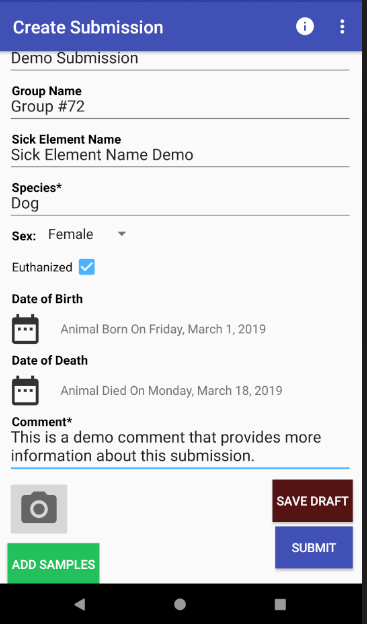 Create Submission
Demo Submission
Group Name
Group #72
Sick Element Name
Sick Element Name Demo
Species*
Dog
Sex: Female
Euthanized
Date of Birth
Animal Born On Friday, March 1, 2019
Date of Death
Animal Died On Monday, March 18, 2019
Comment*
This is a demo comment that provides more
information about this submission.
SAVE DRAFT
SUBMIT
ADD SAMPLES